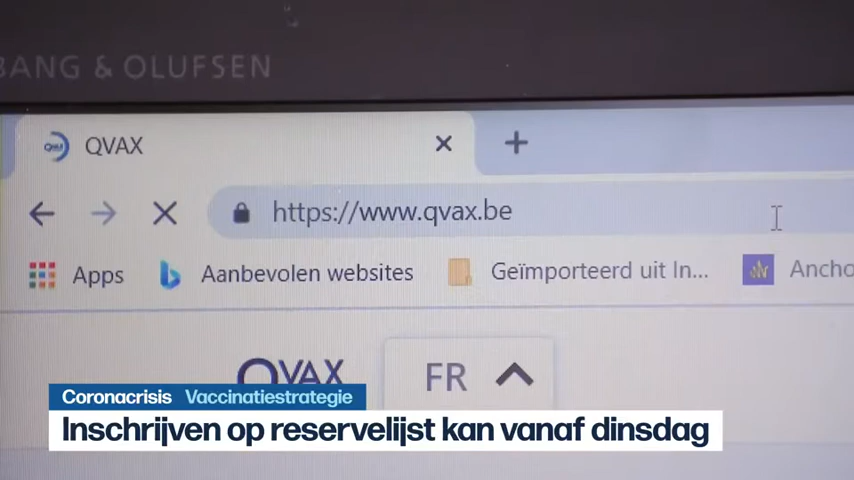 BANG & OLUFSEN
QVAX
https://www.qvax.be
Apps Aanbevolen websites Geïmporteerd uit In... Ancho
QVAX FR
Coronacrisis Vaccinatiestrategie
Inschrijven op reservelijst kan vanaf dinsdag